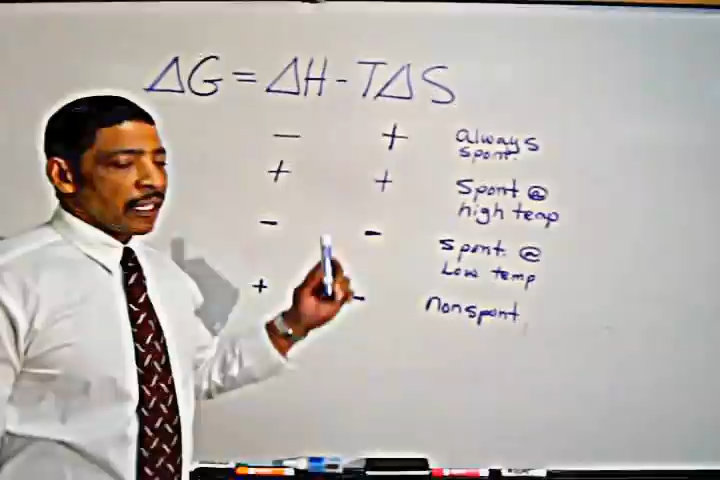 ΔG = ΔH - TΔS
- + always
spont.
+ + Spont @
high temp
- - spont. @
Low temp
+ - nonspont.